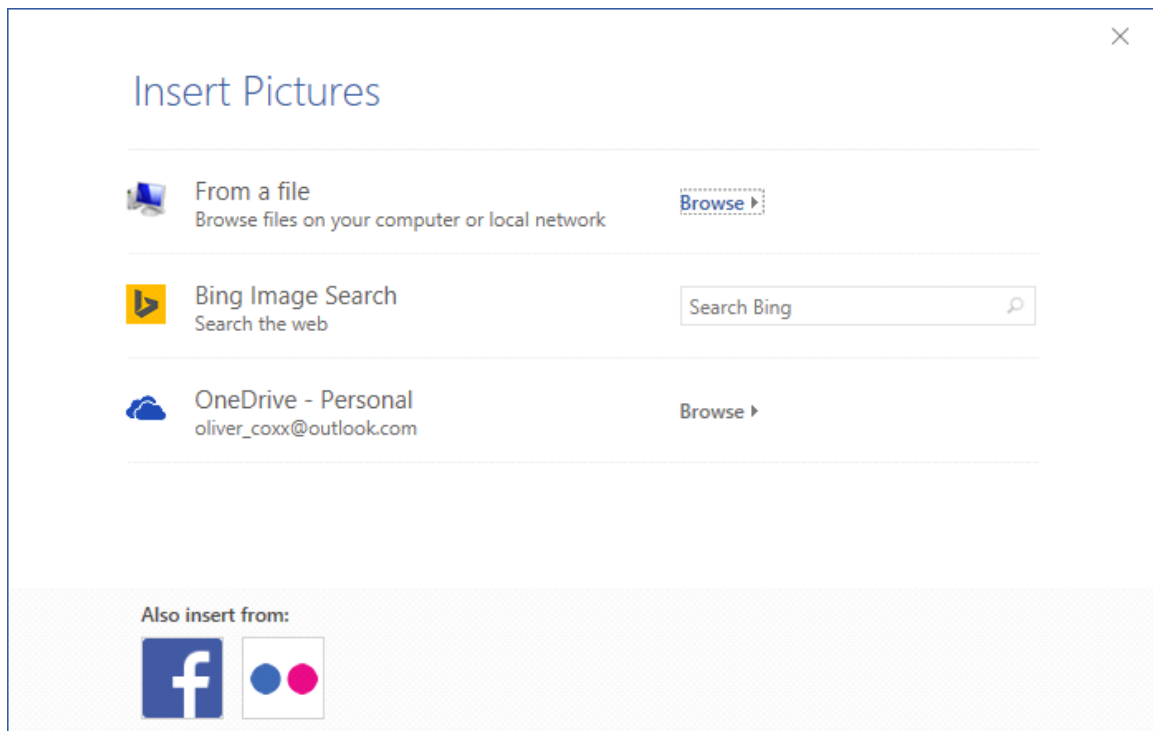 Insert Pictures
From a file
Browse files on your computer or local network
Browse
Bing Image Search
Search the web
Search Bing
OneDrive - Personal
oliver_coxx@outlook.com
Browse
Also insert from:
f